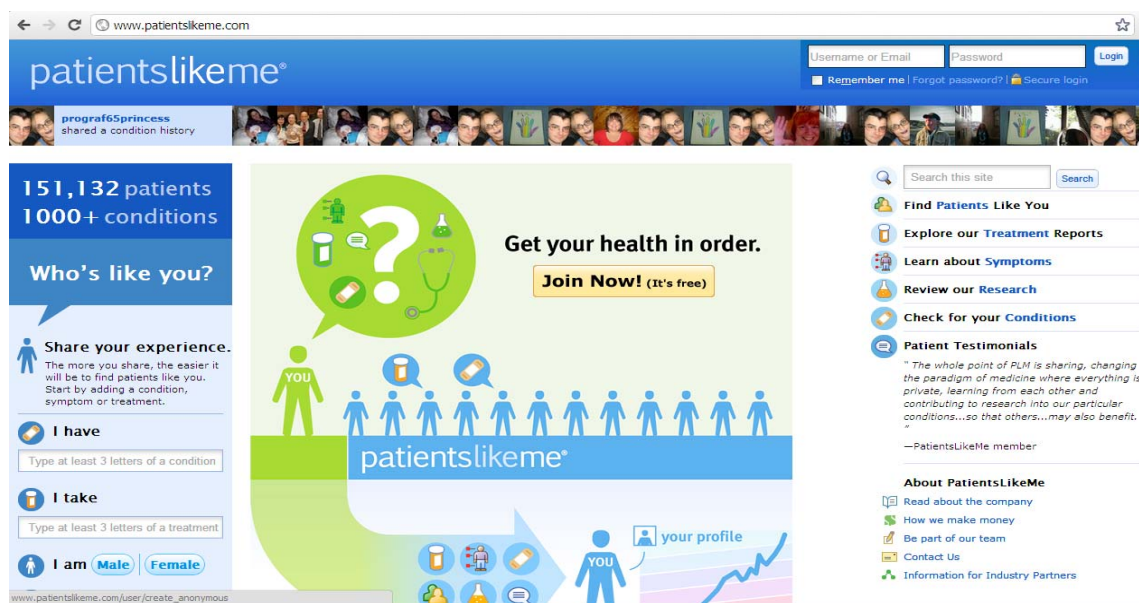 www.patientslikeme.com
patientslikeme®
Username or Email
Password
Login
Remember me | Forgot password? | Secure login
prograf65princess
shared a condition history
151,132 patients
1000+ conditions
Who's like you?
Share your experience.
The more you share, the easier it
will be to find patients like you.
Start by adding a condition,
symptom or treatment.
I have
Type at least 3 letters of a condition
I take
Type at least 3 letters of a treatment
I am Male Female
www.patientslikeme.com/user/create_anonymous
?
Get your health in order.
Join Now! (It's free)
YOU
patientslikeme®
YOU
your profile
Search this site
Search
Find Patients Like You
Explore our Treatment Reports
Learn about Symptoms
Review our Research
Check for your Conditions
Patient Testimonials
" The whole point of PLM is sharing, changing
the paradigm of medicine where everything is
private, learning from each other and
contributing to research into our particular
conditions...so that others...may also benefit.
"
—PatientsLikeMe member
About PatientsLikeMe
Read about the company
How we make money
Be part of our team
Contact Us
Information for Industry Partners